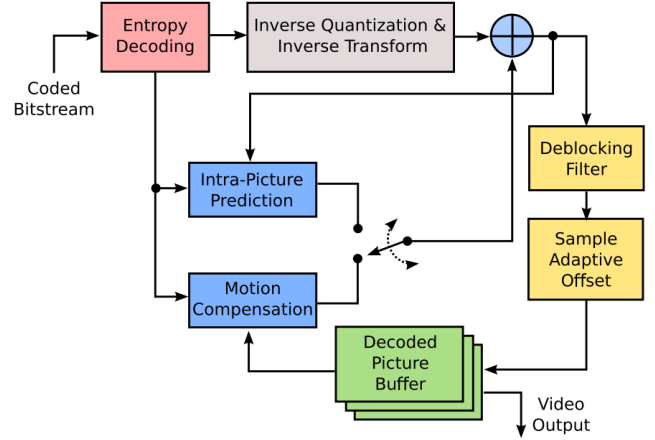 Entropy
Decoding
Inverse Quantization &
Inverse Transform
Coded
Bitstream
Deblocking
Filter
Intra-Picture
Prediction
Sample
Adaptive
Offset
Motion
Compensation
Decoded
Picture
Buffer
Video
Output